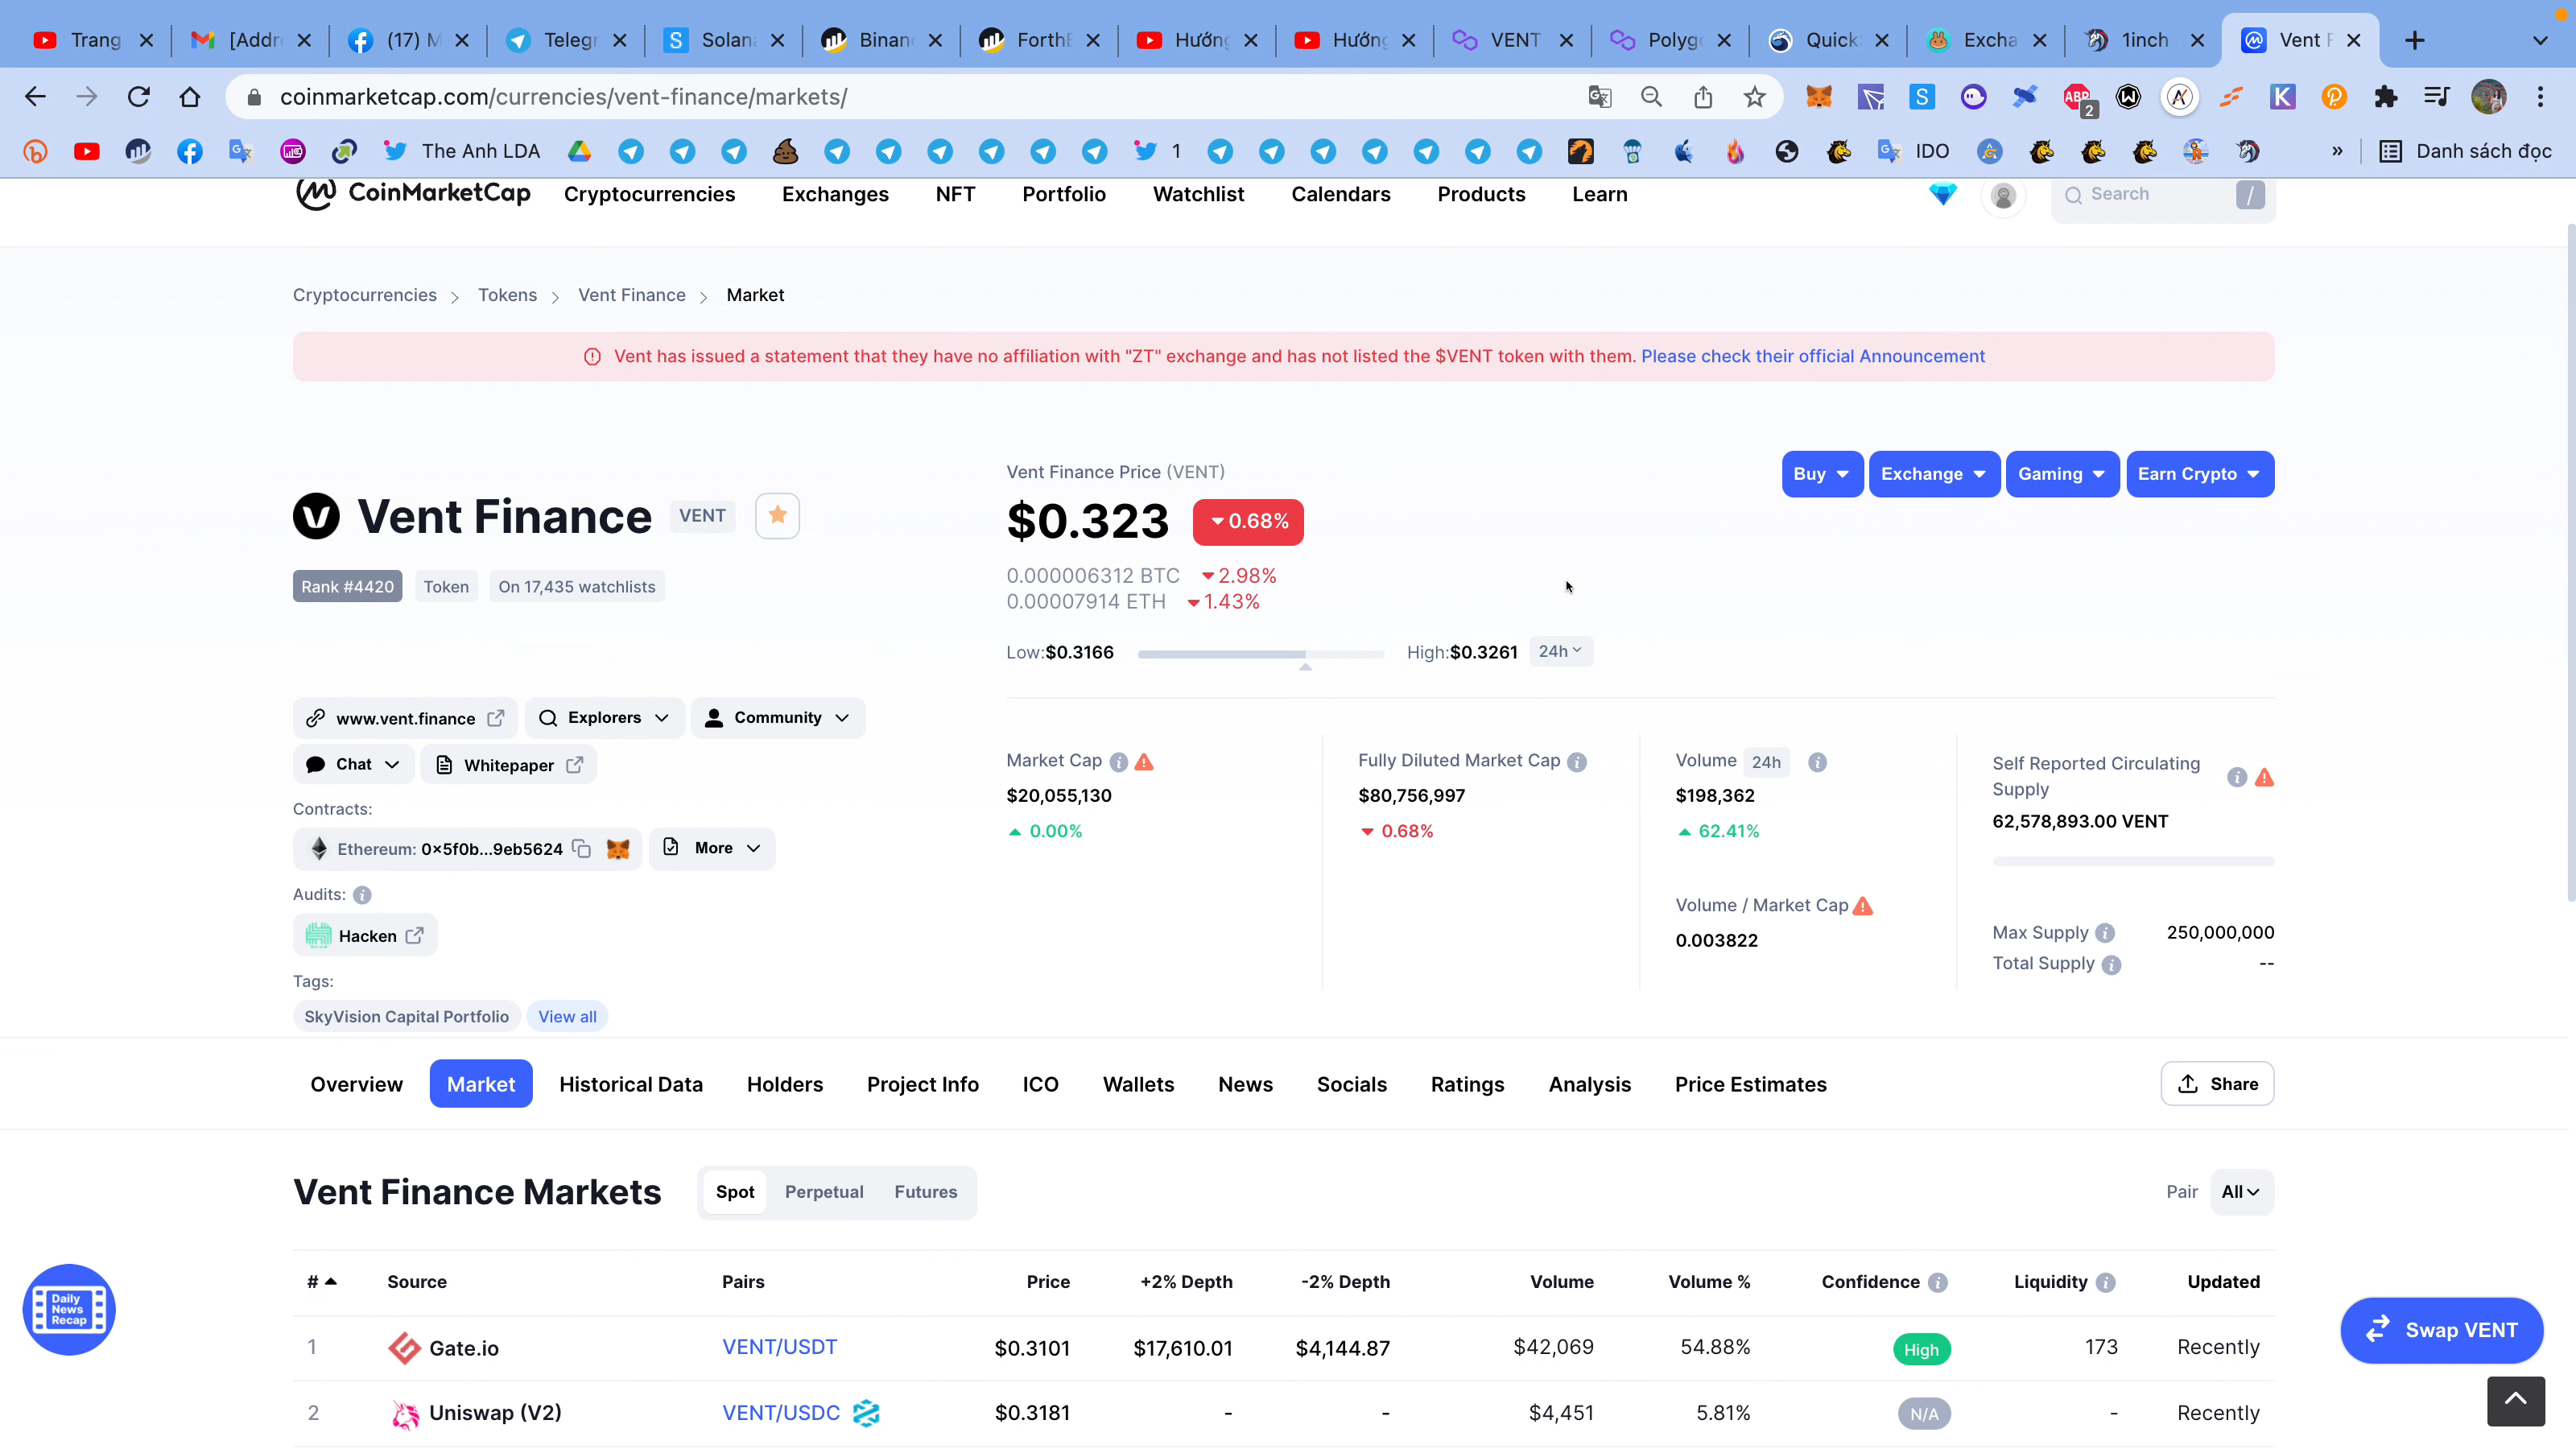 Trang
[Addr
(17) M
Telegr
Solana
Binan
ForthB
Hướng
Hướng
VENT
Polygo
Quick
Excha
1inch
Vent F
coinmarketcap.com/currencies/vent-finance/markets/
ABP
2
The Anh LDA
1
IDO
»
Danh sách đọc
CoinMarketCap
Cryptocurrencies
Exchanges
NFT
Portfolio
Watchlist
Calendars
Products
Learn
Search
/
Cryptocurrencies > Tokens > Vent Finance > Market
Vent has issued a statement that they have no affiliation with "ZT" exchange and has not listed the $VENT token with them. Please check their official Announcement
Vent Finance VENT
Rank #4420
Token
On 17,435 watchlists
Vent Finance Price (VENT)
$0.323 0.68%
0.000006312 BTC 2.98%
0.00007914 ETH 1.43%
Low:$0.3166
High:$0.3261
24h
Buy
Exchange
Gaming
Earn Crypto
www.vent.finance
Explorers
Community
Chat
Whitepaper
Contracts:
Ethereum: 0x5f0b...9eb5624
More
Audits:
Hacken
Tags:
SkyVision Capital Portfolio
View all
Market Cap
$20,055,130
0.00%
Fully Diluted Market Cap
$80,756,997
0.68%
Volume 24h
$198,362
62.41%
Volume / Market Cap
0.003822
Self Reported Circulating
Supply
62,578,893.00 VENT
Max Supply 250,000,000
Total Supply --
Overview
Market
Historical Data
Holders
Project Info
ICO
Wallets
News
Socials
Ratings
Analysis
Price Estimates
Share
Vent Finance Markets
Spot
Perpetual
Futures
Pair
All
# Source Pairs Price +2% Depth -2% Depth Volume Volume % Confidence Liquidity Updated
1 Gate.io VENT/USDT $0.3101 $17,610.01 $4,144.87 $42,069 54.88% High 173 Recently
2 Uniswap (V2) VENT/USDC $0.3181 - - $4,451 5.81% N/A - Recently
Daily
News
Recap
Swap VENT